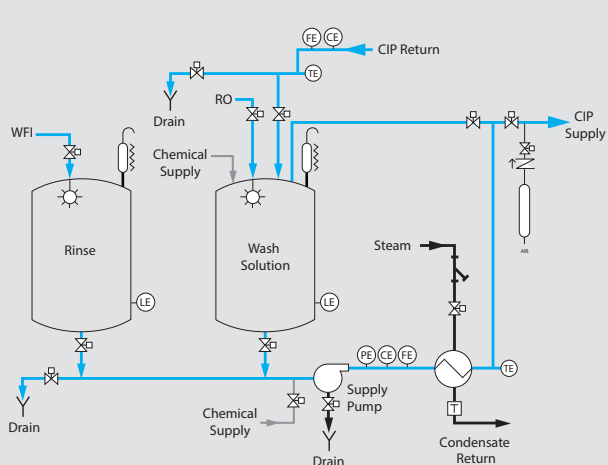 FE
CE
CIP Return
TE
Drain
RO
CIP
Supply
WFI
Chemical
Supply
AIR
Rinse
Wash
Solution
Steam
LE
LE
PE
CE
FE
TE
Supply
Pump
T
Chemical
Supply
Drain
Drain
Condensate
Return